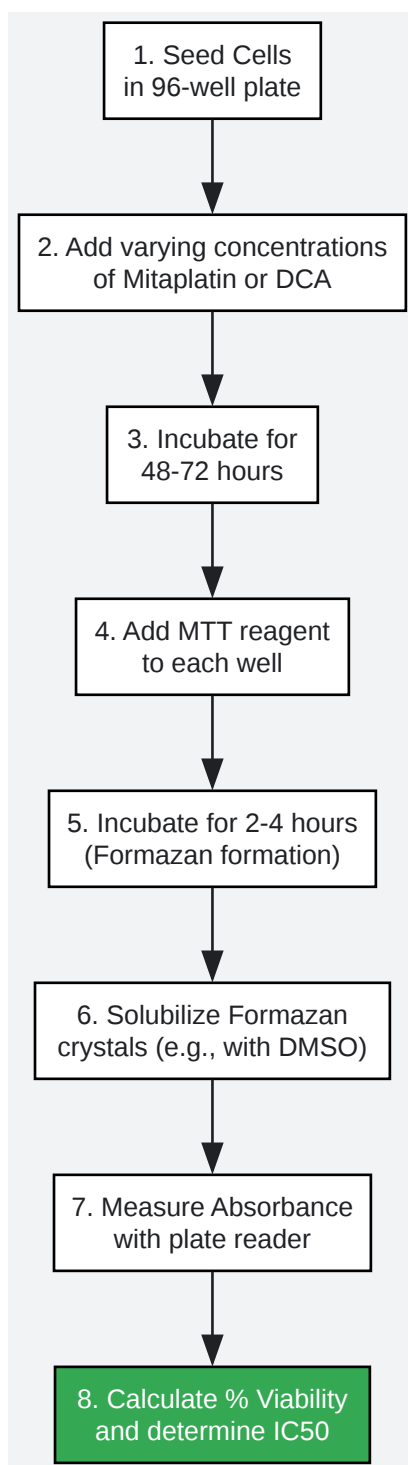 1. Seed Cells
in 96-well plate
2. Add varying concentrations
of Mitaplatin or DCA
3. Incubate for
48-72 hours
4. Add MTT reagent
to each well
5. Incubate for 2-4 hours
(Formazan formation)
6. Solubilize Formazan
crystals (e.g., with DMSO)
7. Measure Absorbance
with plate reader
8. Calculate % Viability
and determine IC50